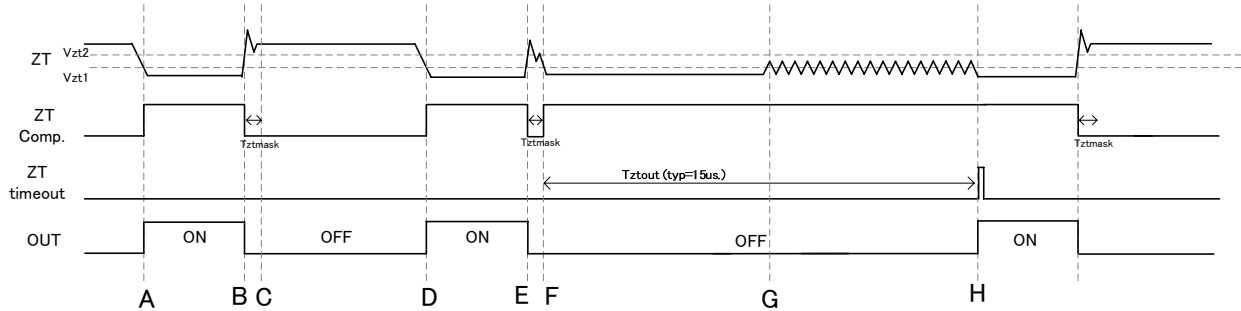 ZT
Vzt2
Vzt1
ZT
Comp.
Tztmask
Tztmask
Tztmask
ZT
timeout
Tztout (typ=15us.)
OUT
ON
OFF
ON
OFF
ON
A
B
C
D
E
F
G
H